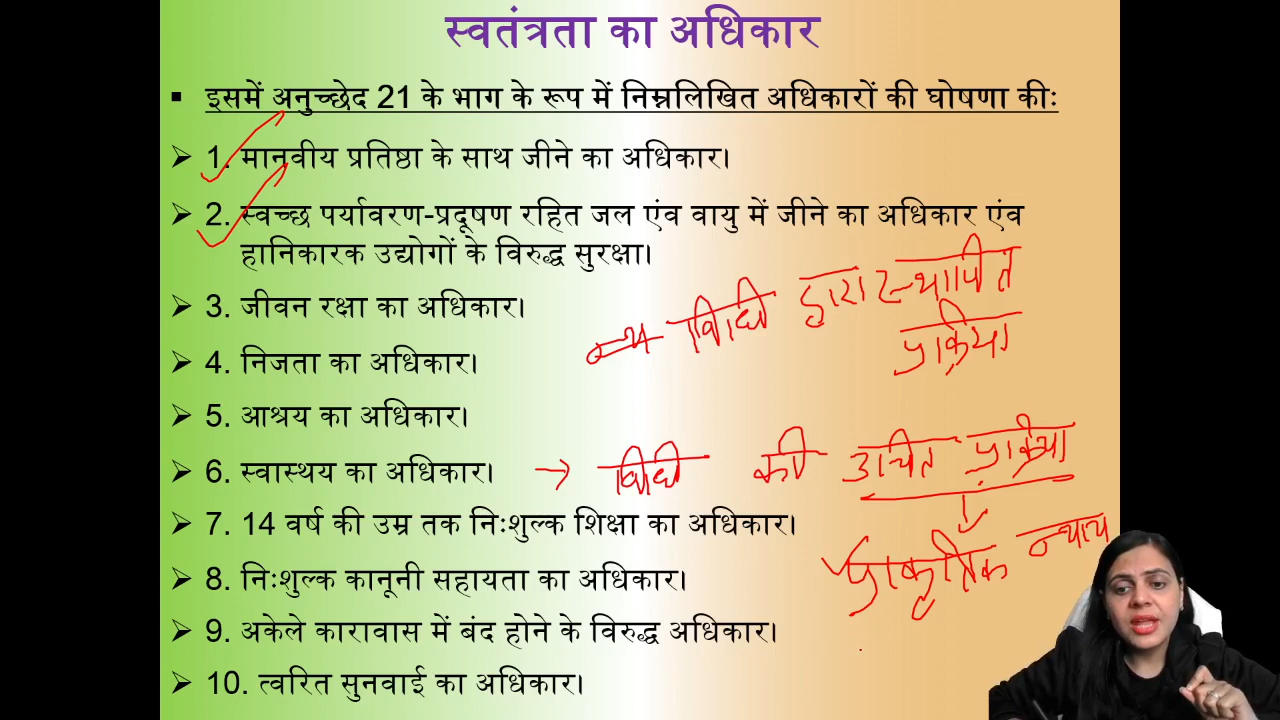 स्वतंत्रता का अधिकार
▪ इसमें अनुच्छेद 21 के भाग के रूप में निम्नलिखित अधिकारों की घोषणा की:
➢ 1. मानवीय प्रतिष्ठा के साथ जीने का अधिकार।
➢ 2. स्वच्छ पर्यावरण-प्रदूषण रहित जल एंव वायु में जीने का अधिकार एंव
हानिकारक उद्योगों के विरुद्ध सुरक्षा।
➢ 3. जीवन रक्षा का अधिकार।
विधि द्वारा स्थापित
प्रक्रिया
➢ 4. निजता का अधिकार।
➢ 5. आश्रय का अधिकार।
➢ 6. स्वास्थय का अधिकार।
→ विधि की उचित प्रक्रिया
➢ 7. 14 वर्ष की उम्र तक निःशुल्क शिक्षा का अधिकार।
प्राकृतिक न्याय
➢ 8. निःशुल्क कानूनी सहायता का अधिकार।
➢ 9. अकेले कारावास में बंद होने के विरुद्ध अधिकार।
➢ 10. त्वरित सुनवाई का अधिकार।